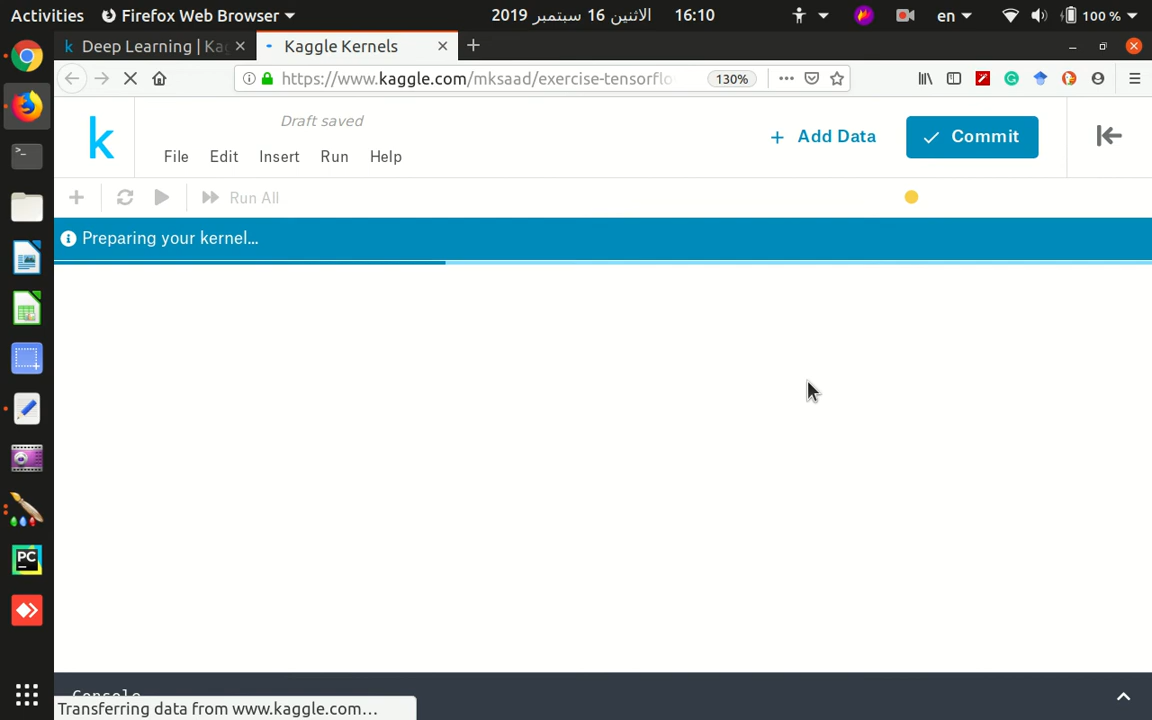 Activities Firefox Web Browser 2019 الاثنين 16 سبتمبر 16:10 en 100 %
Deep Learning | Ka Kaggle Kernels
https://www.kaggle.com/mksaad/exercise-tensorflo 130%
k Draft saved
File Edit Insert Run Help
+ Add Data Commit
Run All
Preparing your kernel...
Console
Transferring data from www.kaggle.com...
PC